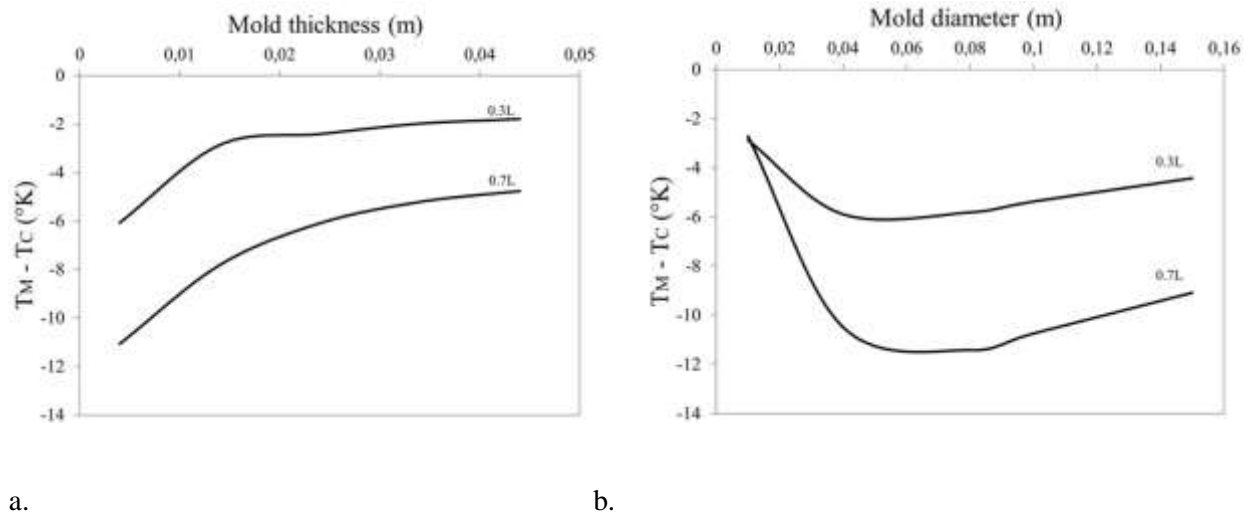 Mold thickness (m)
0 0,01 0,02 0,03 0,04 0,05
0
-2
-4
-6
-8
-10
-12
-14
TM - TC (°K)
0.3L
0.7L
a.
Mold diameter (m)
0 0,02 0,04 0,06 0,08 0,1 0,12 0,14 0,16
0
-2
-4
-6
-8
-10
-12
-14
TM - TC (°K)
0.3L
0.7L
b.